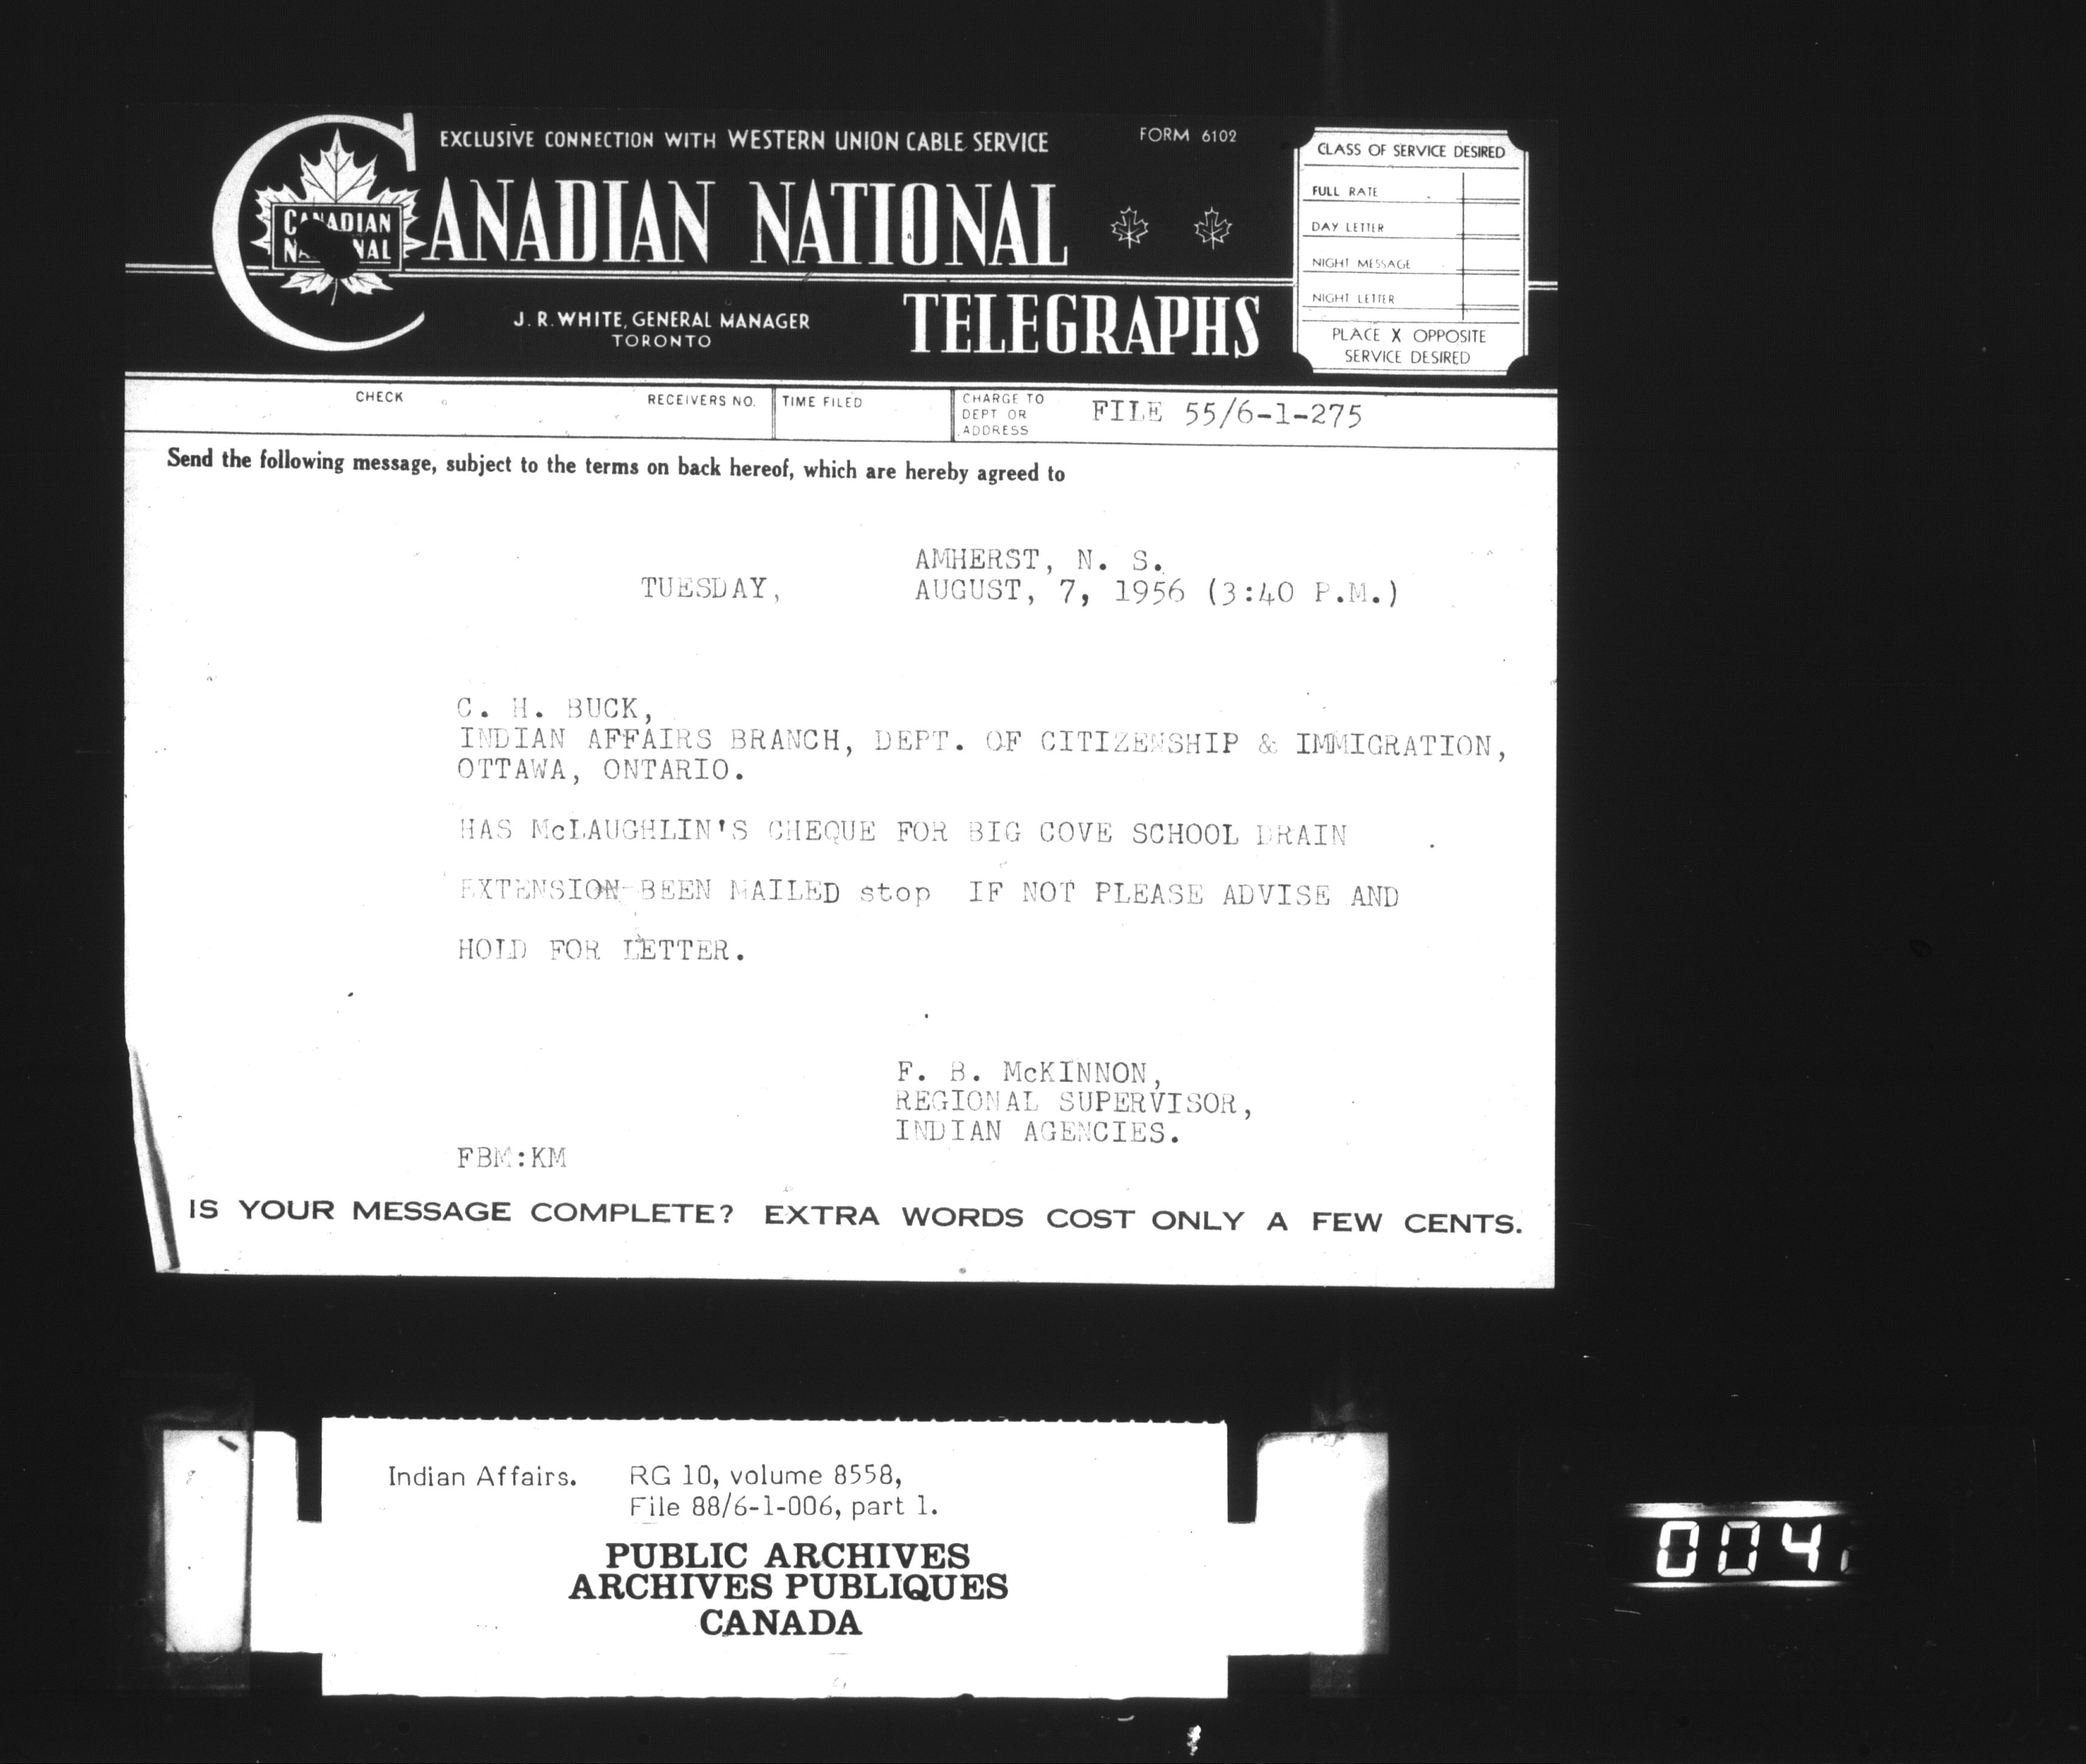 EXCLUSIVE CONNECTION WITH WESTERN UNION CABLE SERVICE
FORM 6102
CANADIAN NATIONAL
CANADIAN NATIONAL
TELEGRAPHS
J. R. WHITE, GENERAL MANAGER
TORONTO
CLASS OF SERVICE DESIRED
FULL RATE
DAY LETTER
NIGHT MESSAGE
NIGHT LETTER
PLACE X OPPOSITE
SERVICE DESIRED
CHECK
RECEIVERS NO.
TIME FILED
CHARGE TO
DEPT OR
ADDRESS
FILE 55/6-1-275
Send the following message, subject to the terms on back hereof, which are hereby agreed to
AMHERST, N. S.
TUESDAY, AUGUST, 7, 1956 (3:40 P.M.)
C. H. BUCK,
INDIAN AFFAIRS BRANCH, DEPT. OF CITIZENSHIP & IMMIGRATION,
OTTAWA, ONTARIO.
HAS McLAUGHLIN'S CHEQUE FOR BIG COVE SCHOOL DRAIN
EXTENSION BEEN MAILED stop IF NOT PLEASE ADVISE AND
HOLD FOR LETTER.
F. B. McKINNON,
REGIONAL SUPERVISOR,
INDIAN AGENCIES.
FBM:KM
IS YOUR MESSAGE COMPLETE? EXTRA WORDS COST ONLY A FEW CENTS.
Indian Affairs. RG 10, volume 8558,
File 88/6-1-006, part 1.
PUBLIC ARCHIVES
ARCHIVES PUBLIQUES
CANADA